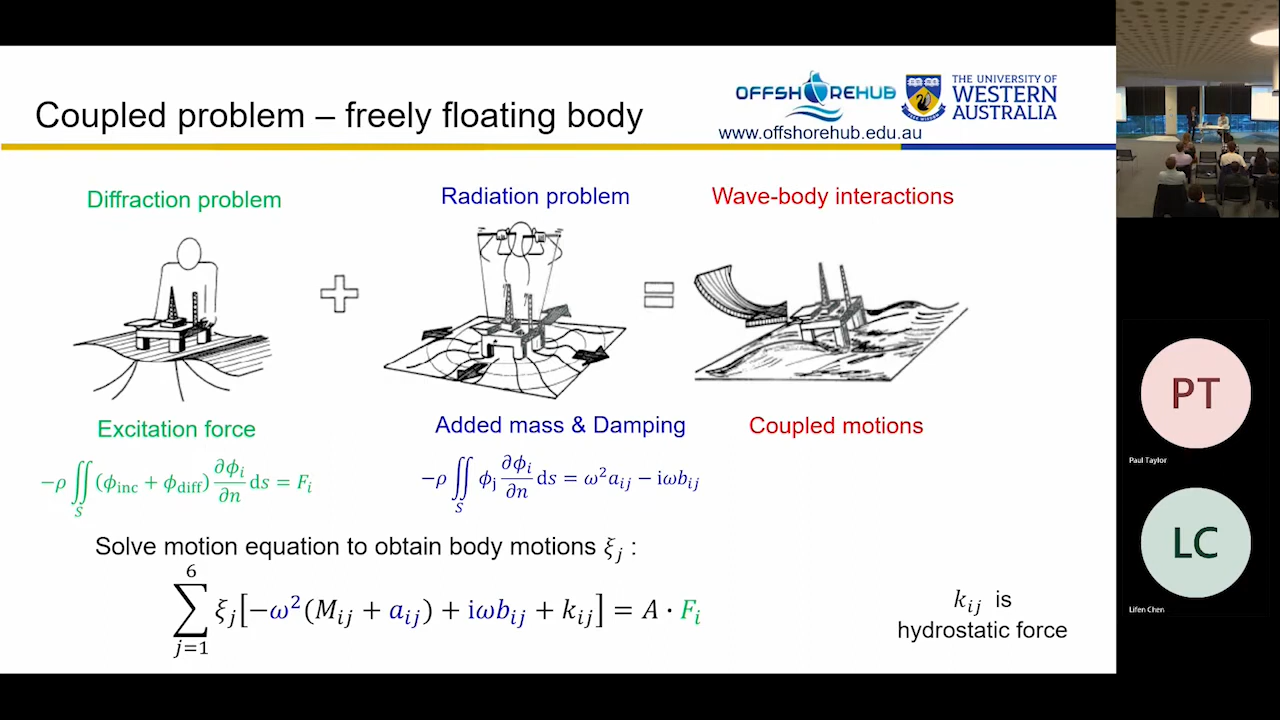 Coupled problem – freely floating body
OFFSHOREHUB
www.offshorehub.edu.au
THE UNIVERSITY OF
WESTERN
AUSTRALIA
Diffraction problem
Radiation problem
Wave-body interactions
Excitation force
Added mass & Damping
Coupled motions
−ρ ∬_S (ϕ_inc + ϕ_diff) ∂ϕ_i/∂n ds = F_i
−ρ ∬_S ϕ_j ∂ϕ_i/∂n ds = ω²a_ij − iωb_ij
Solve motion equation to obtain body motions ξ_j :
∑_{j=1}^{6} ξ_j[−ω²(M_ij + a_ij) + iωb_ij + k_ij] = A · F_i
k_ij is
hydrostatic force
PT
Paul Taylor
LC
Lifen Chen